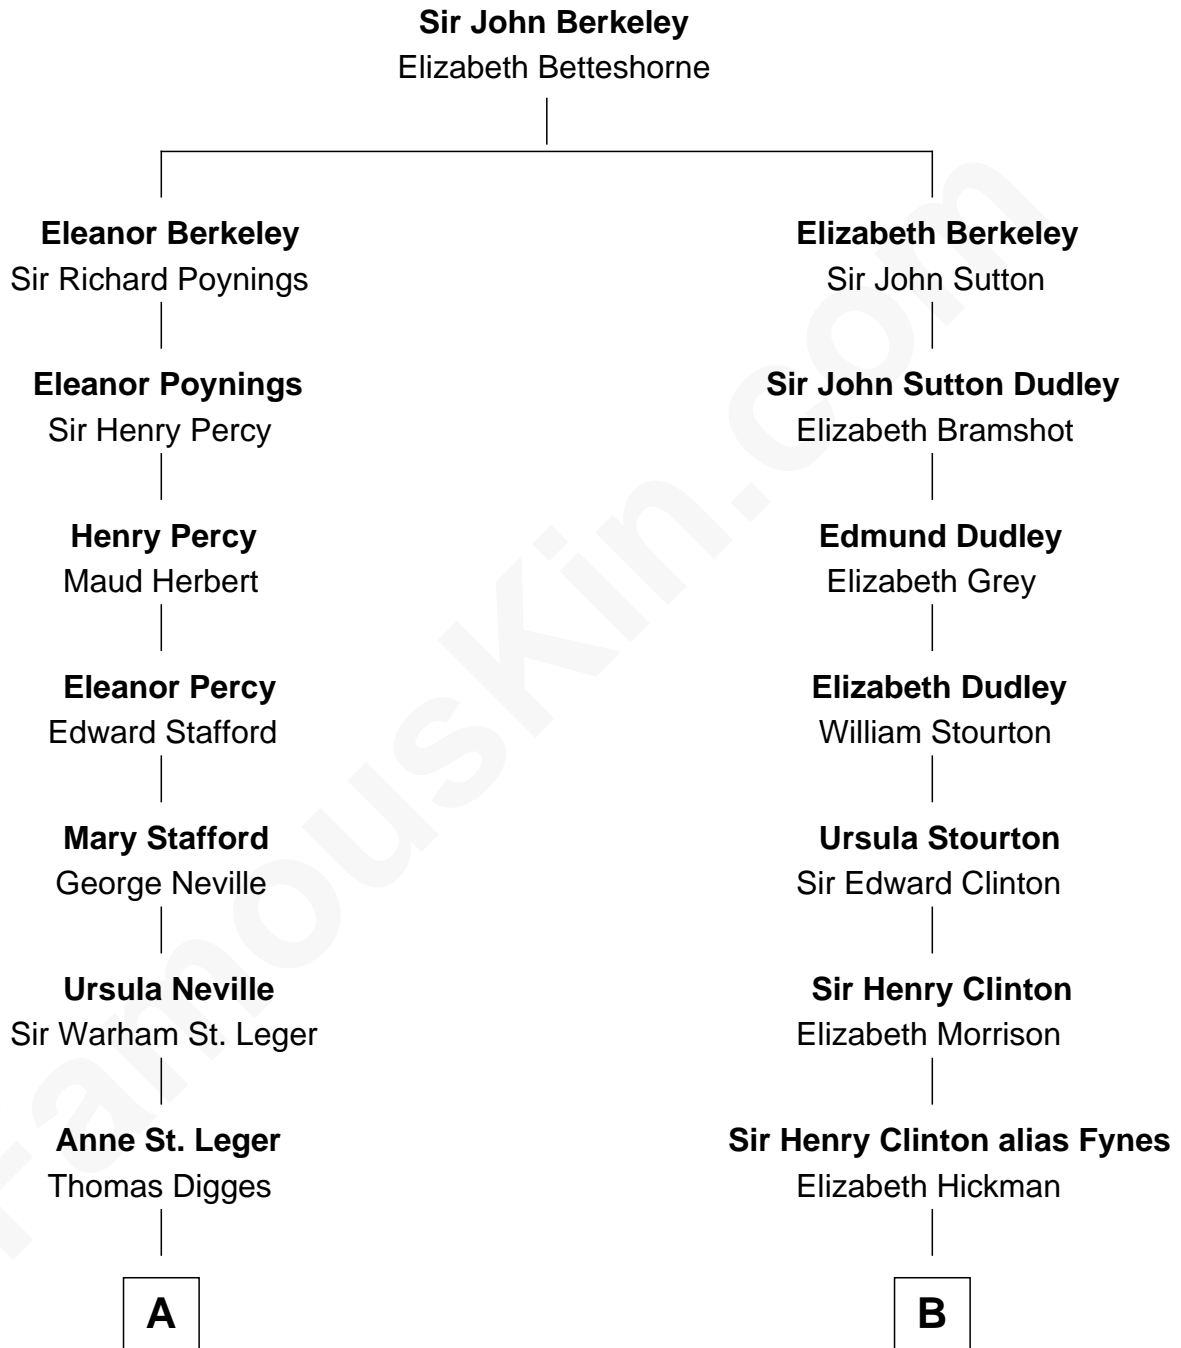 Sir John Berkeley
Elizabeth Betteshorne
Eleanor Berkeley
Sir Richard Poynings
Eleanor Poynings
Sir Henry Percy
Henry Percy
Maud Herbert
Eleanor Percy
Edward Stafford
Mary Stafford
George Neville
Ursula Neville
Sir Warham St. Leger
Anne St. Leger
Thomas Digges
A
Elizabeth Berkeley
Sir John Sutton
Sir John Sutton Dudley
Elizabeth Bramshot
Edmund Dudley
Elizabeth Grey
Elizabeth Dudley
William Stourton
Ursula Stourton
Sir Edward Clinton
Sir Henry Clinton
Elizabeth Morrison
Sir Henry Clinton alias Fynes
Elizabeth Hickman
B
FamousKin.com